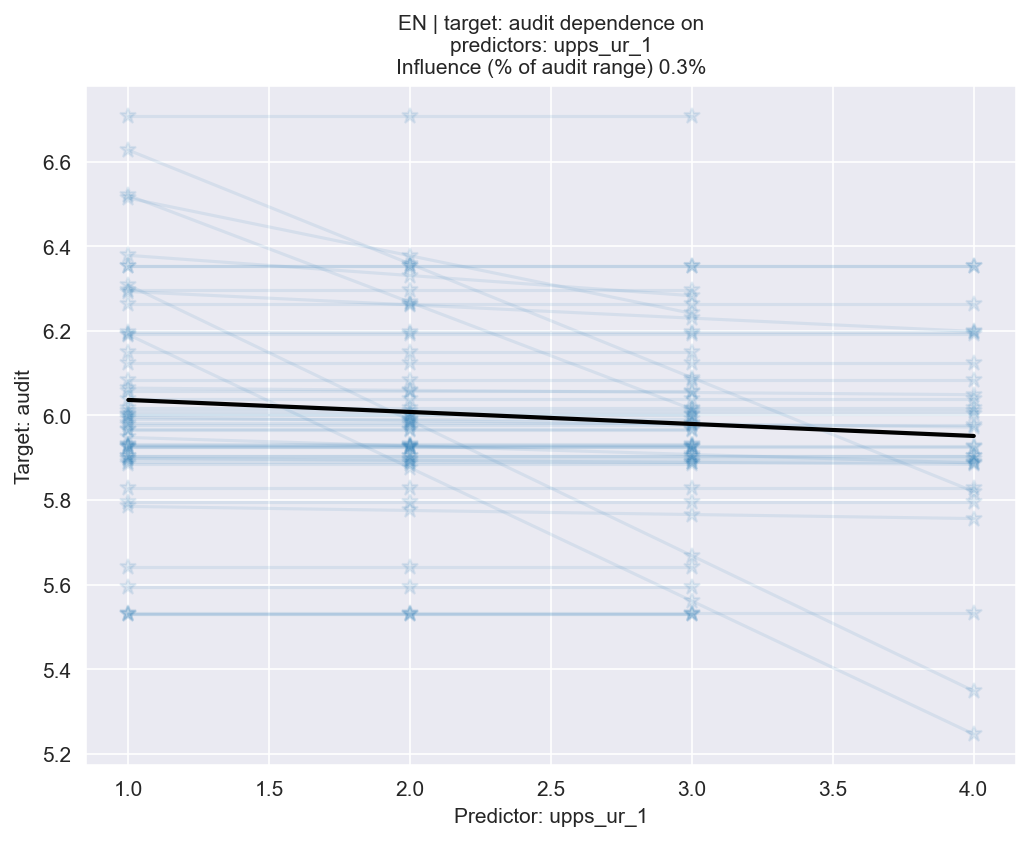 EN | target: audit dependence on
predictors: upps_ur_1
Influence (% of audit range) 0.3%
Target: audit
6.6
6.4
6.2
6.0
5.8
5.6
5.4
5.2
1.0 1.5 2.0 2.5 3.0 3.5 4.0
Predictor: upps_ur_1